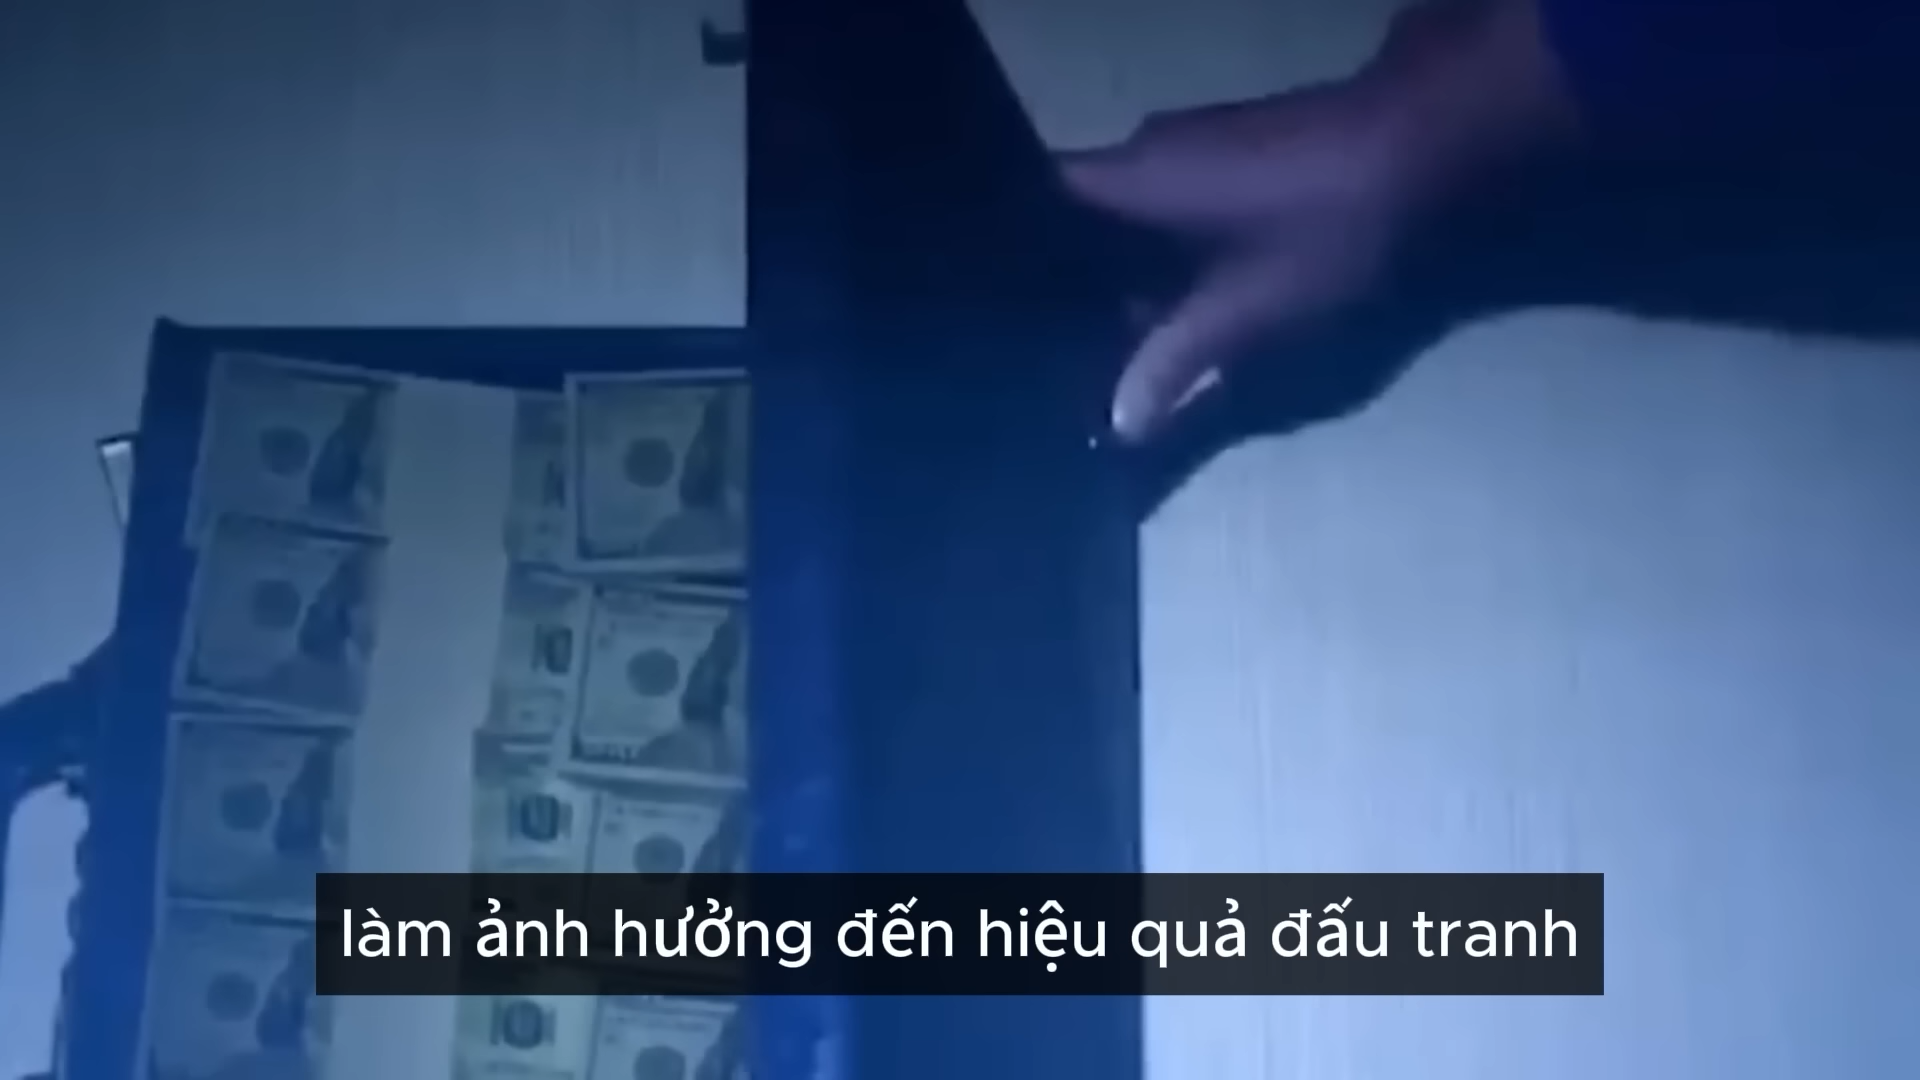 làm ảnh hưởng đến hiệu quả đấu tranh